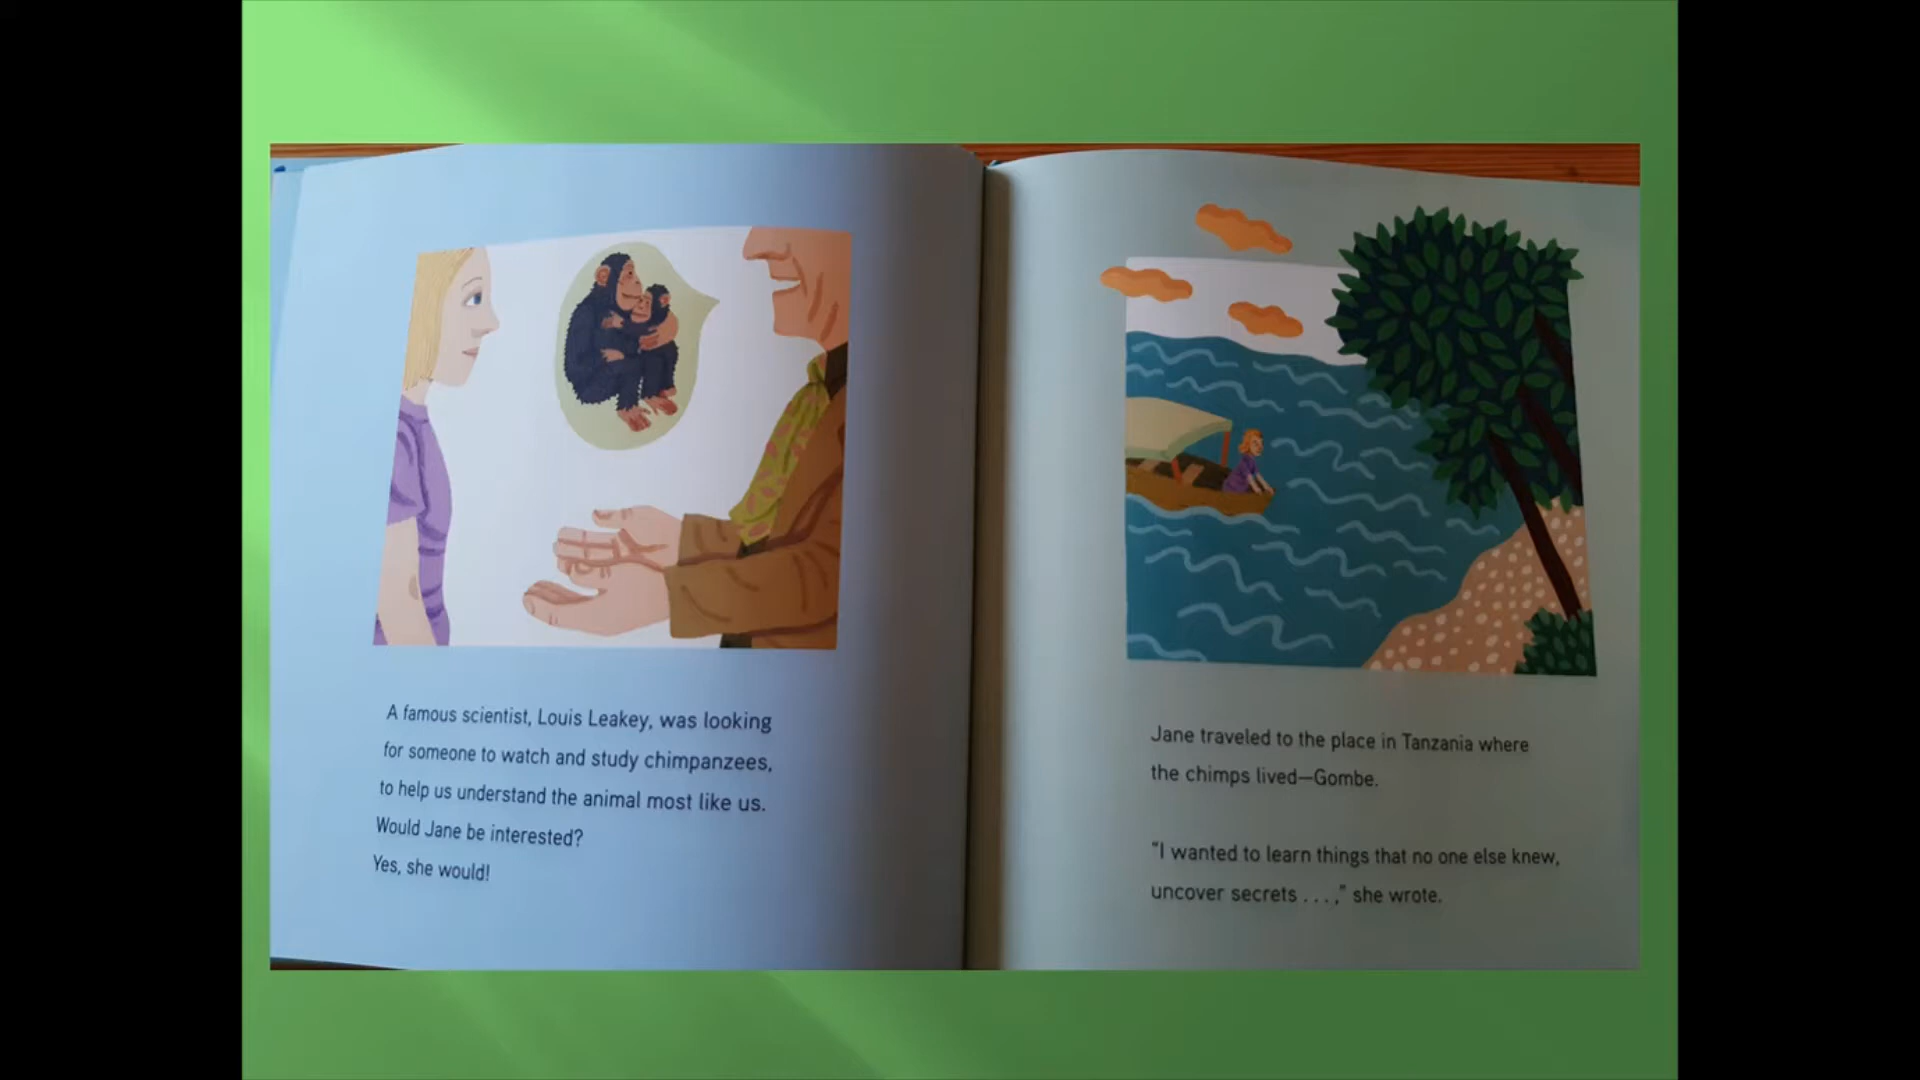 A famous scientist, Louis Leakey, was looking
for someone to watch and study chimpanzees,
to help us understand the animal most like us.
Would Jane be interested?
Yes, she would!
Jane traveled to the place in Tanzania where
the chimps lived—Gombe.
“I wanted to learn things that no one else knew,
uncover secrets . . . ,” she wrote.